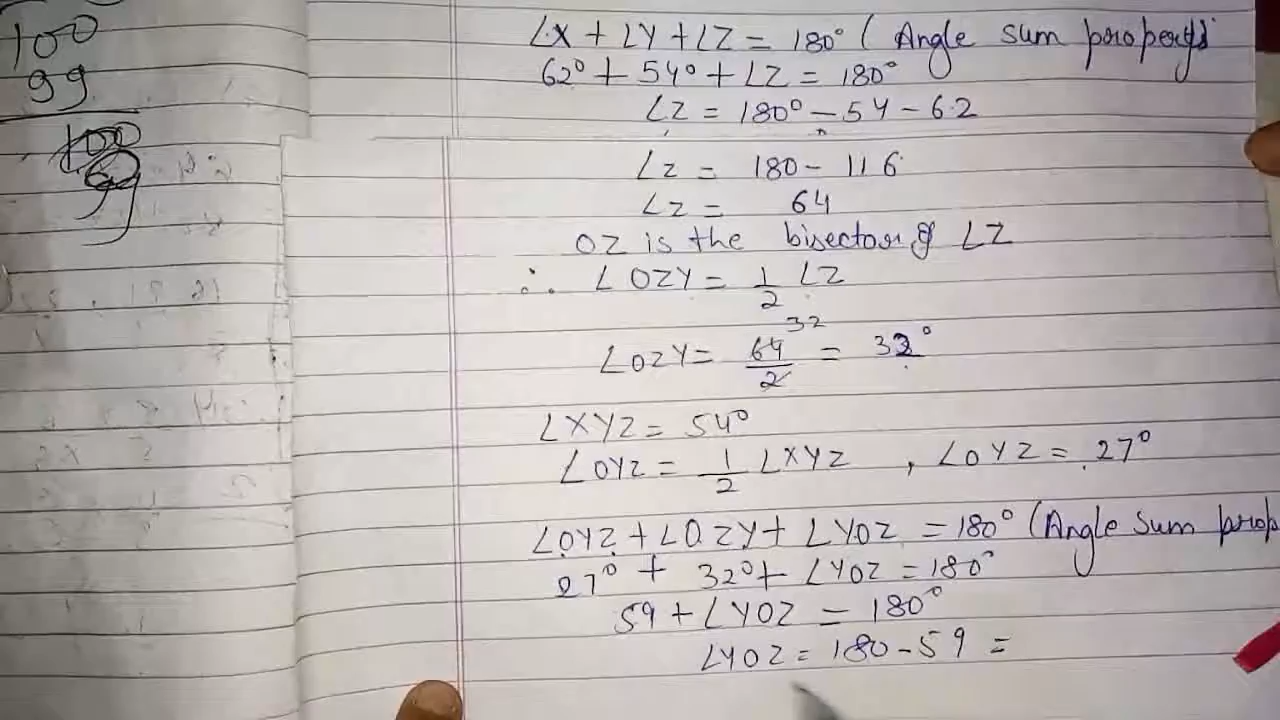 100
99
100
99
∠X + ∠Y + ∠Z = 180° ( Angle sum property)
62° + 54° + ∠Z = 180°
∠Z = 180° - 54 - 62
∠Z = 180 - 116
∠Z = 64
OZ is the bisector of ∠Z
∴ ∠OZY = 1/2 ∠Z
32
∠OZY = 64/2 = 32°
∠XYZ = 54°
∠OYZ = 1/2 ∠XYZ , ∠OYZ = 27°
∠OYZ + ∠OZY + ∠YOZ = 180° (Angle sum prop
27° + 32° + ∠YOZ = 180°
59 + ∠YOZ = 180°
∠YOZ = 180 - 59 =